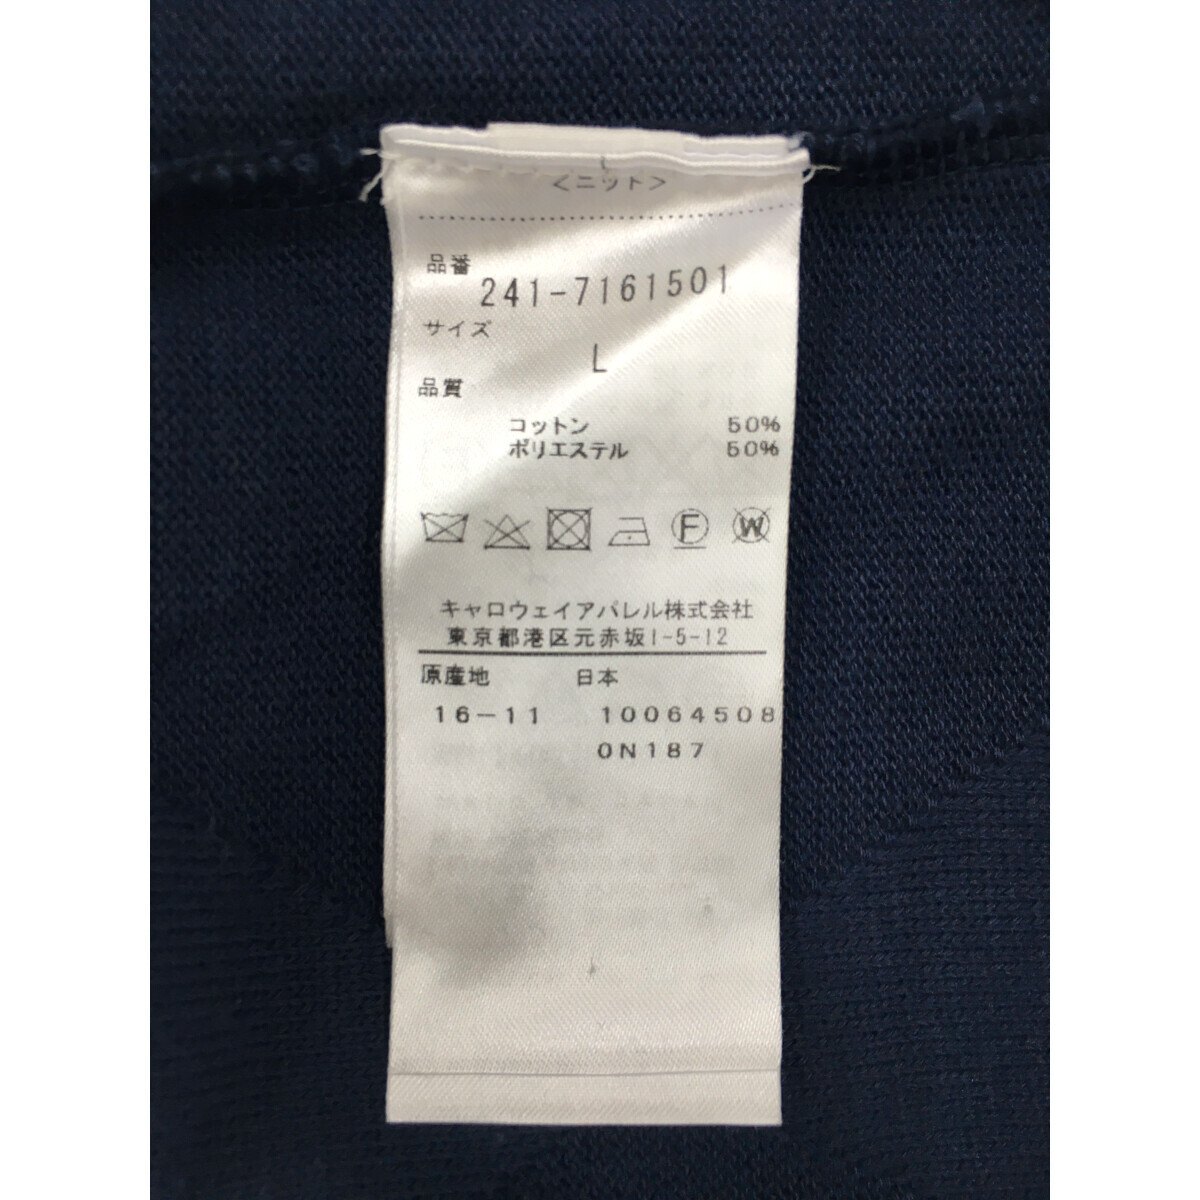 <ニット>
品番
241-7161501
サイズ
L
品質
コットン 50%
ポリエステル 50%
F W
キャロウェイアパレル株式会社
東京都港区元赤坂1-5-12
原産地 日本
16-11 10064508
0N187